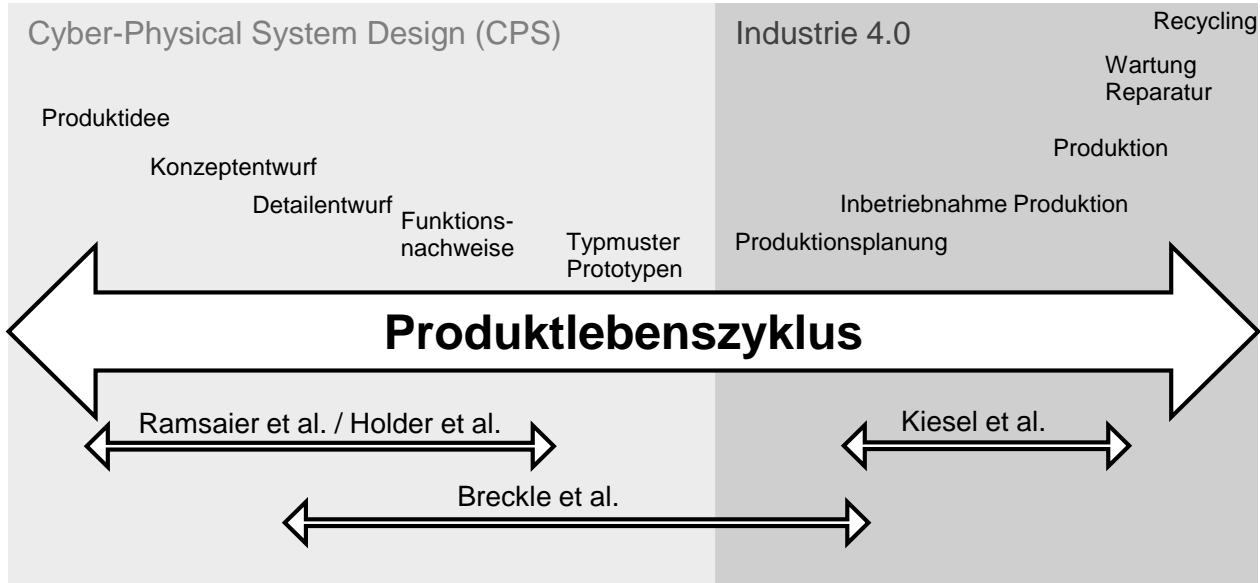 Cyber-Physical System Design (CPS)
Industrie 4.0
Recycling
Wartung
Reparatur
Produktidee
Produktion
Konzeptentwurf
Detailentwurf
Inbetriebnahme Produktion
Funktions-
nachweise
Typmuster
Prototypen
Produktionsplanung
Produktlebenszyklus
Ramsaier et al. / Holder et al.
Kiesel et al.
Breckle et al.